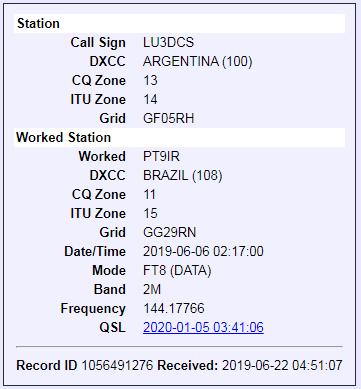 Station
Call Sign LU3DCS
DXCC ARGENTINA (100)
CQ Zone 13
ITU Zone 14
Grid GF05RH
Worked Station
Worked PT9IR
DXCC BRAZIL (108)
CQ Zone 11
ITU Zone 15
Grid GG29RN
Date/Time 2019-06-06 02:17:00
Mode FT8 (DATA)
Band 2M
Frequency 144.17766
QSL 2020-01-05 03:41:06
Record ID 1056491276 Received: 2019-06-22 04:51:07